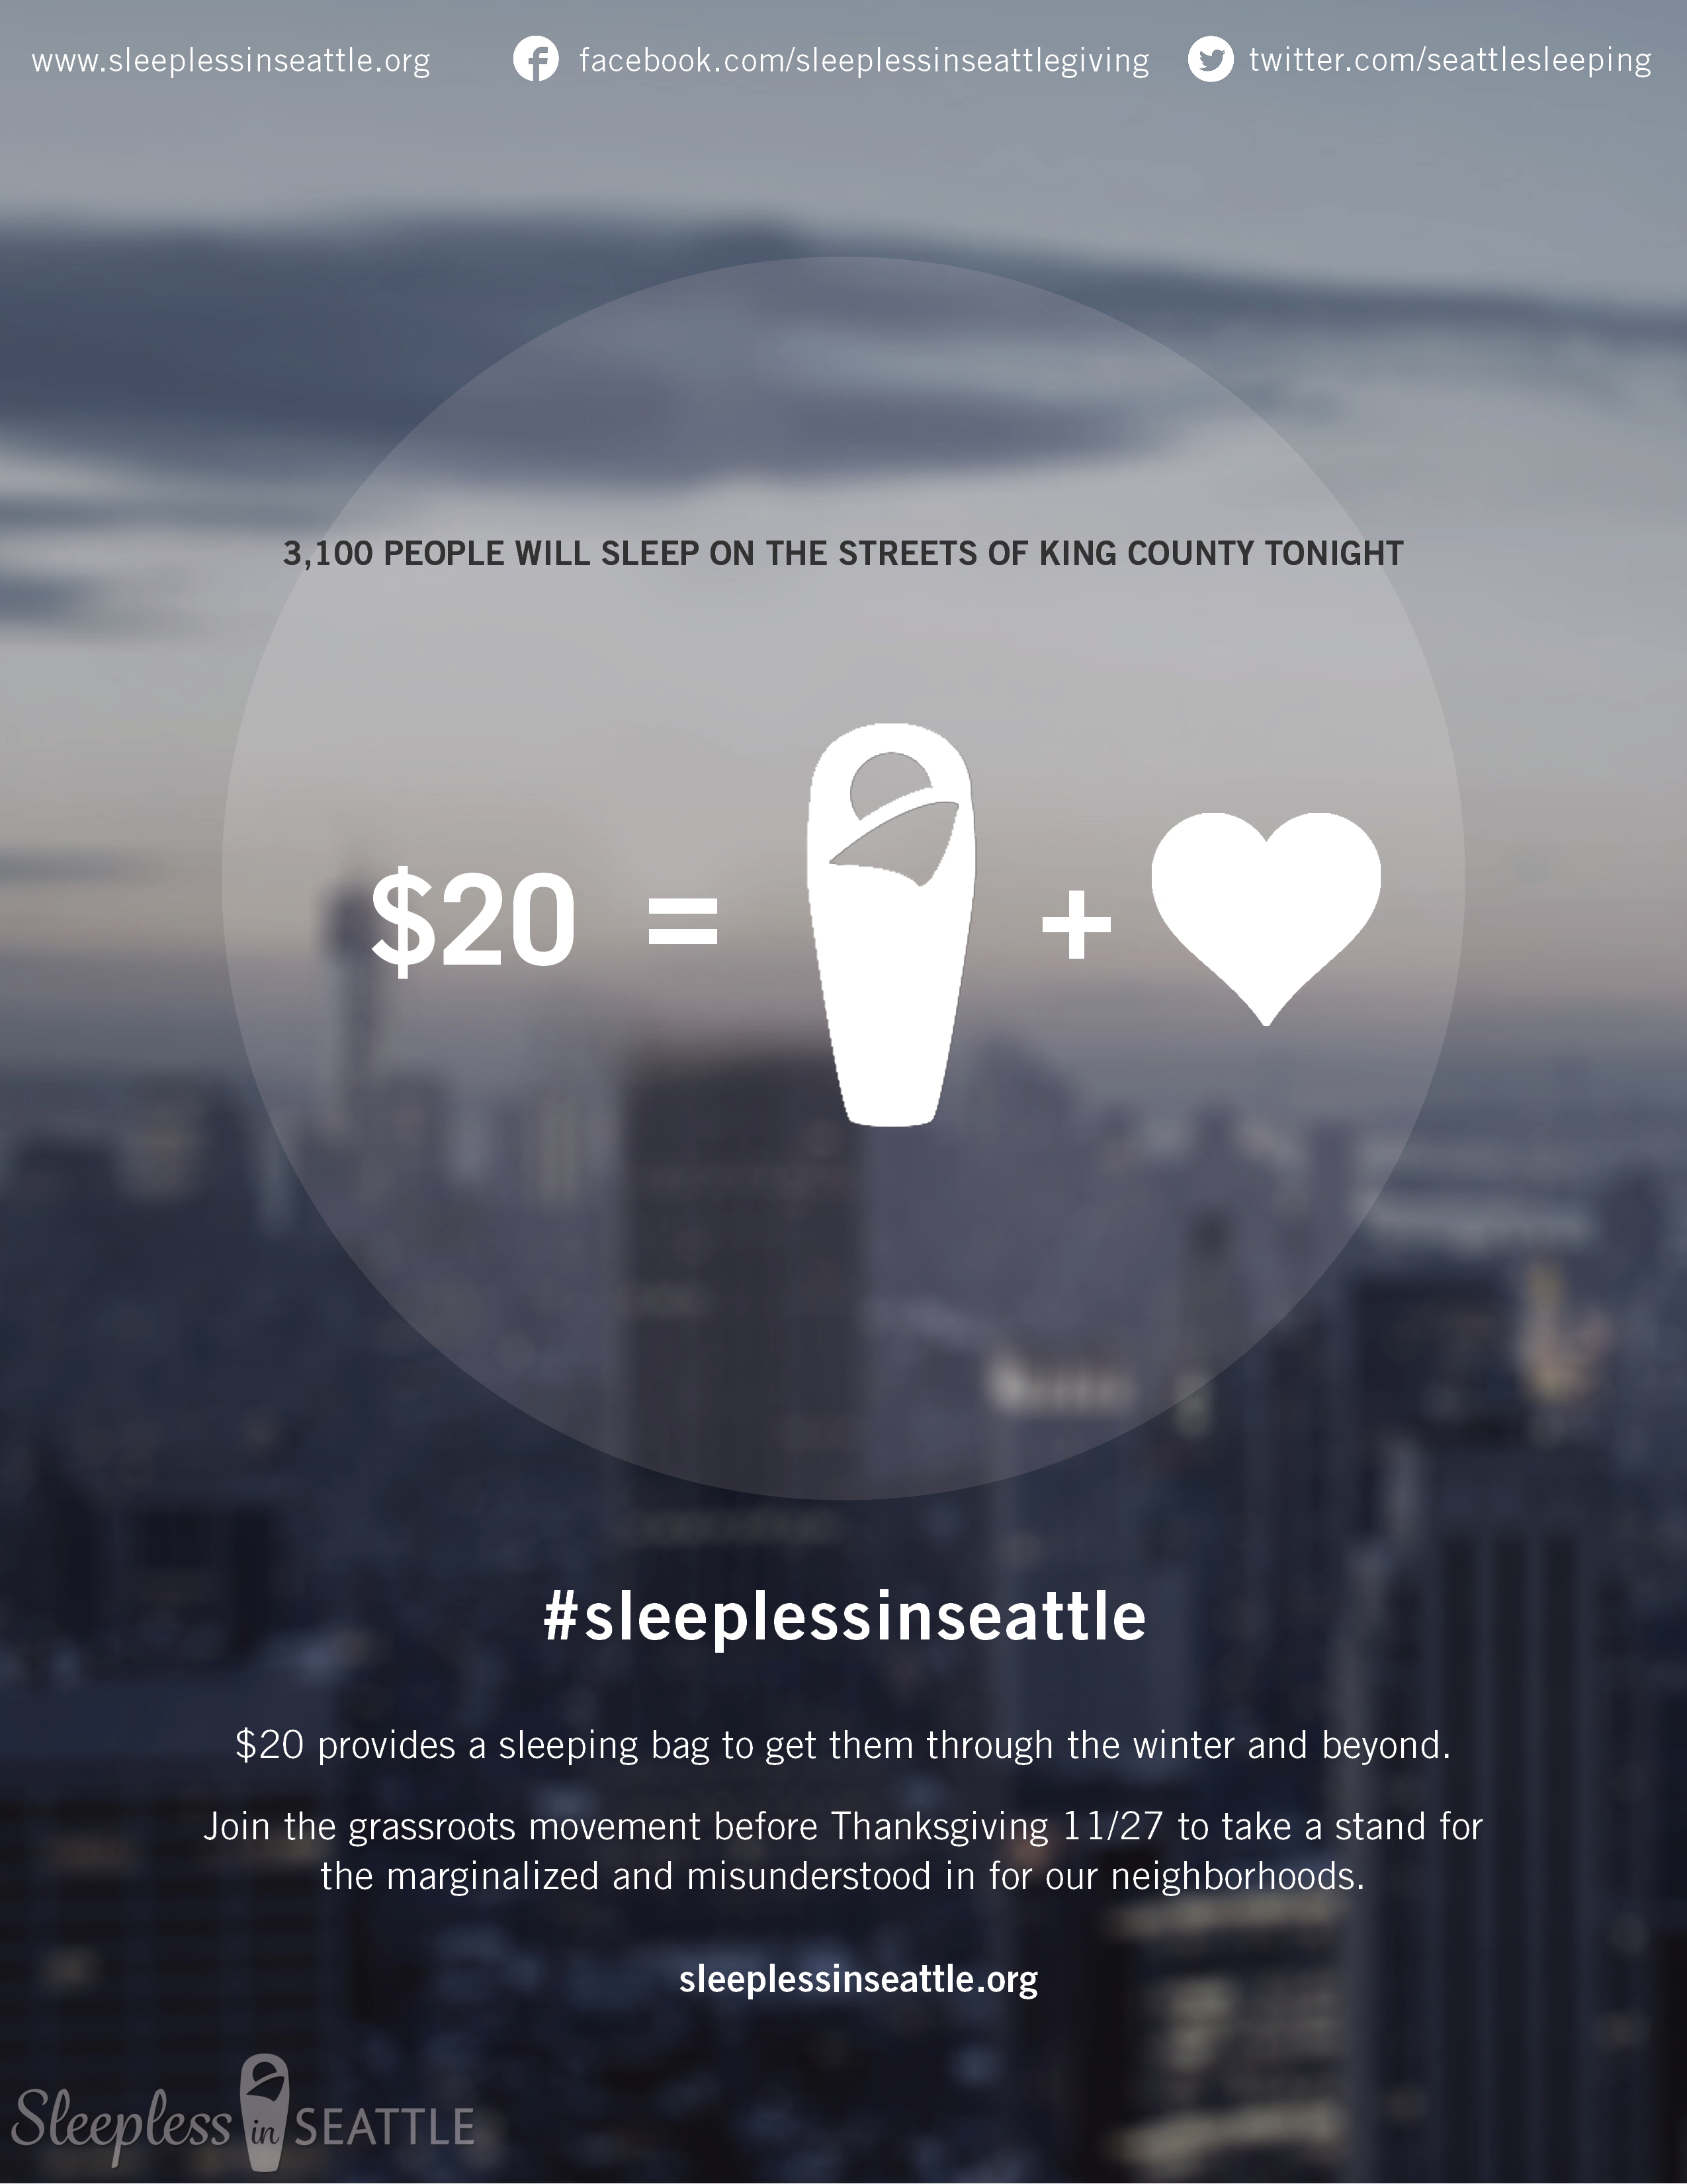 www.sleeplessinseattle.org facebook.com/sleeplessinseattlegiving twitter.com/seattlesleeping
3,100 PEOPLE WILL SLEEP ON THE STREETS OF KING COUNTY TONIGHT
$20 = +
#sleeplessinseattle
$20 provides a sleeping bag to get them through the winter and beyond.
Join the grassroots movement before Thanksgiving 11/27 to take a stand for
the marginalized and misunderstood in for our neighborhoods.
sleeplessinseattle.org
Sleepless in SEATTLE